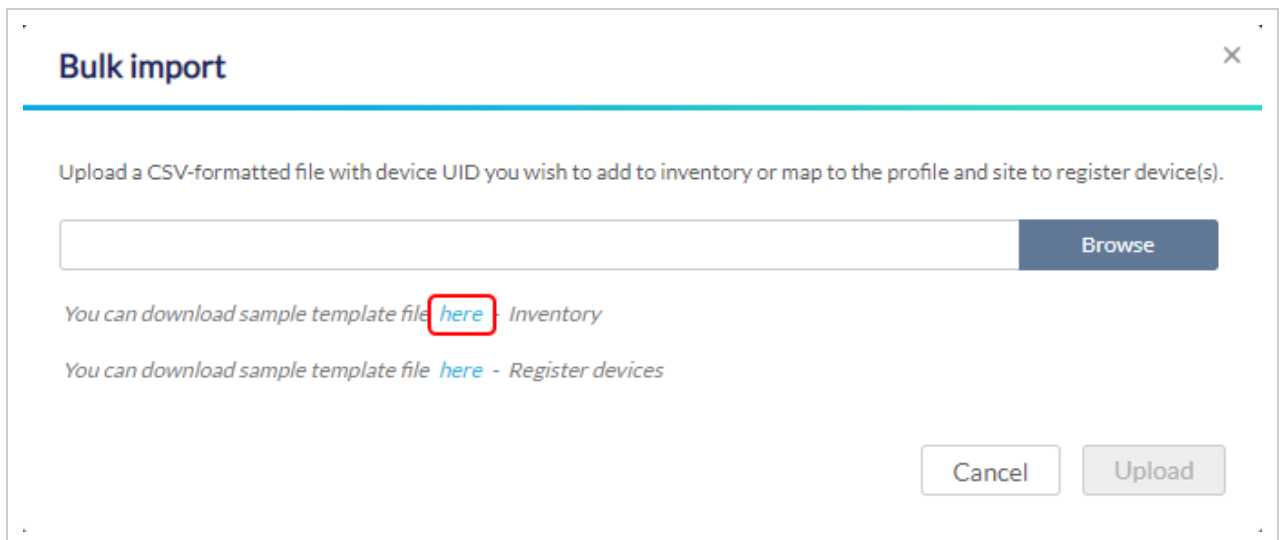 Bulk import
Upload a CSV-formatted file with device UID you wish to add to inventory or map to the profile and site to register device(s).
Browse
You can download sample template file here - Inventory
You can download sample template file here - Register devices
Cancel
Upload